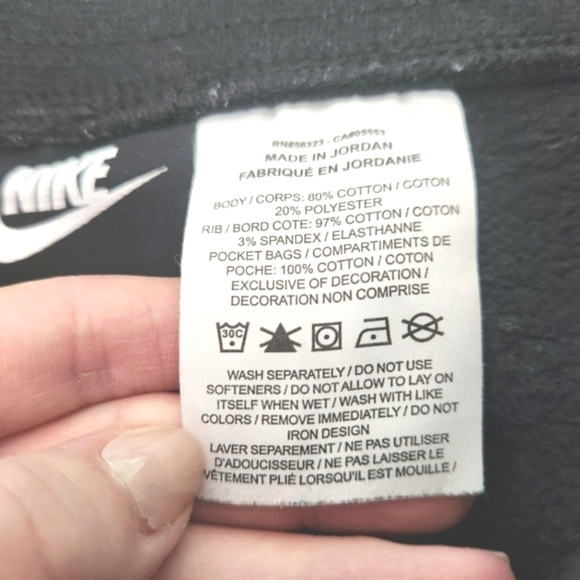 NIKE
RN#56323 - CA#05553
MADE IN JORDAN
FABRIQUÉ EN JORDANIE
BODY / CORPS: 80% COTTON / COTON
20% POLYESTER
RIB / BORD COTE: 97% COTTON / COTON
3% SPANDEX / ELASTHANNE
POCKET BAGS / COMPARTIMENTS DE
POCHE: 100% COTTON / COTON
EXCLUSIVE OF DECORATION /
DECORATION NON COMPRISE
30C
WASH SEPARATELY / DO NOT USE
SOFTENERS / DO NOT ALLOW TO LAY ON
ITSELF WHEN WET / WASH WITH LIKE
COLORS / REMOVE IMMEDIATELY / DO NOT
IRON DESIGN
LAVER SEPAREMENT / NE PAS UTILISER
D'ADOUCISSEUR / NE PAS LAISSER LE
VÊTEMENT PLIÉ LORSQU'IL EST MOUILLÉ /